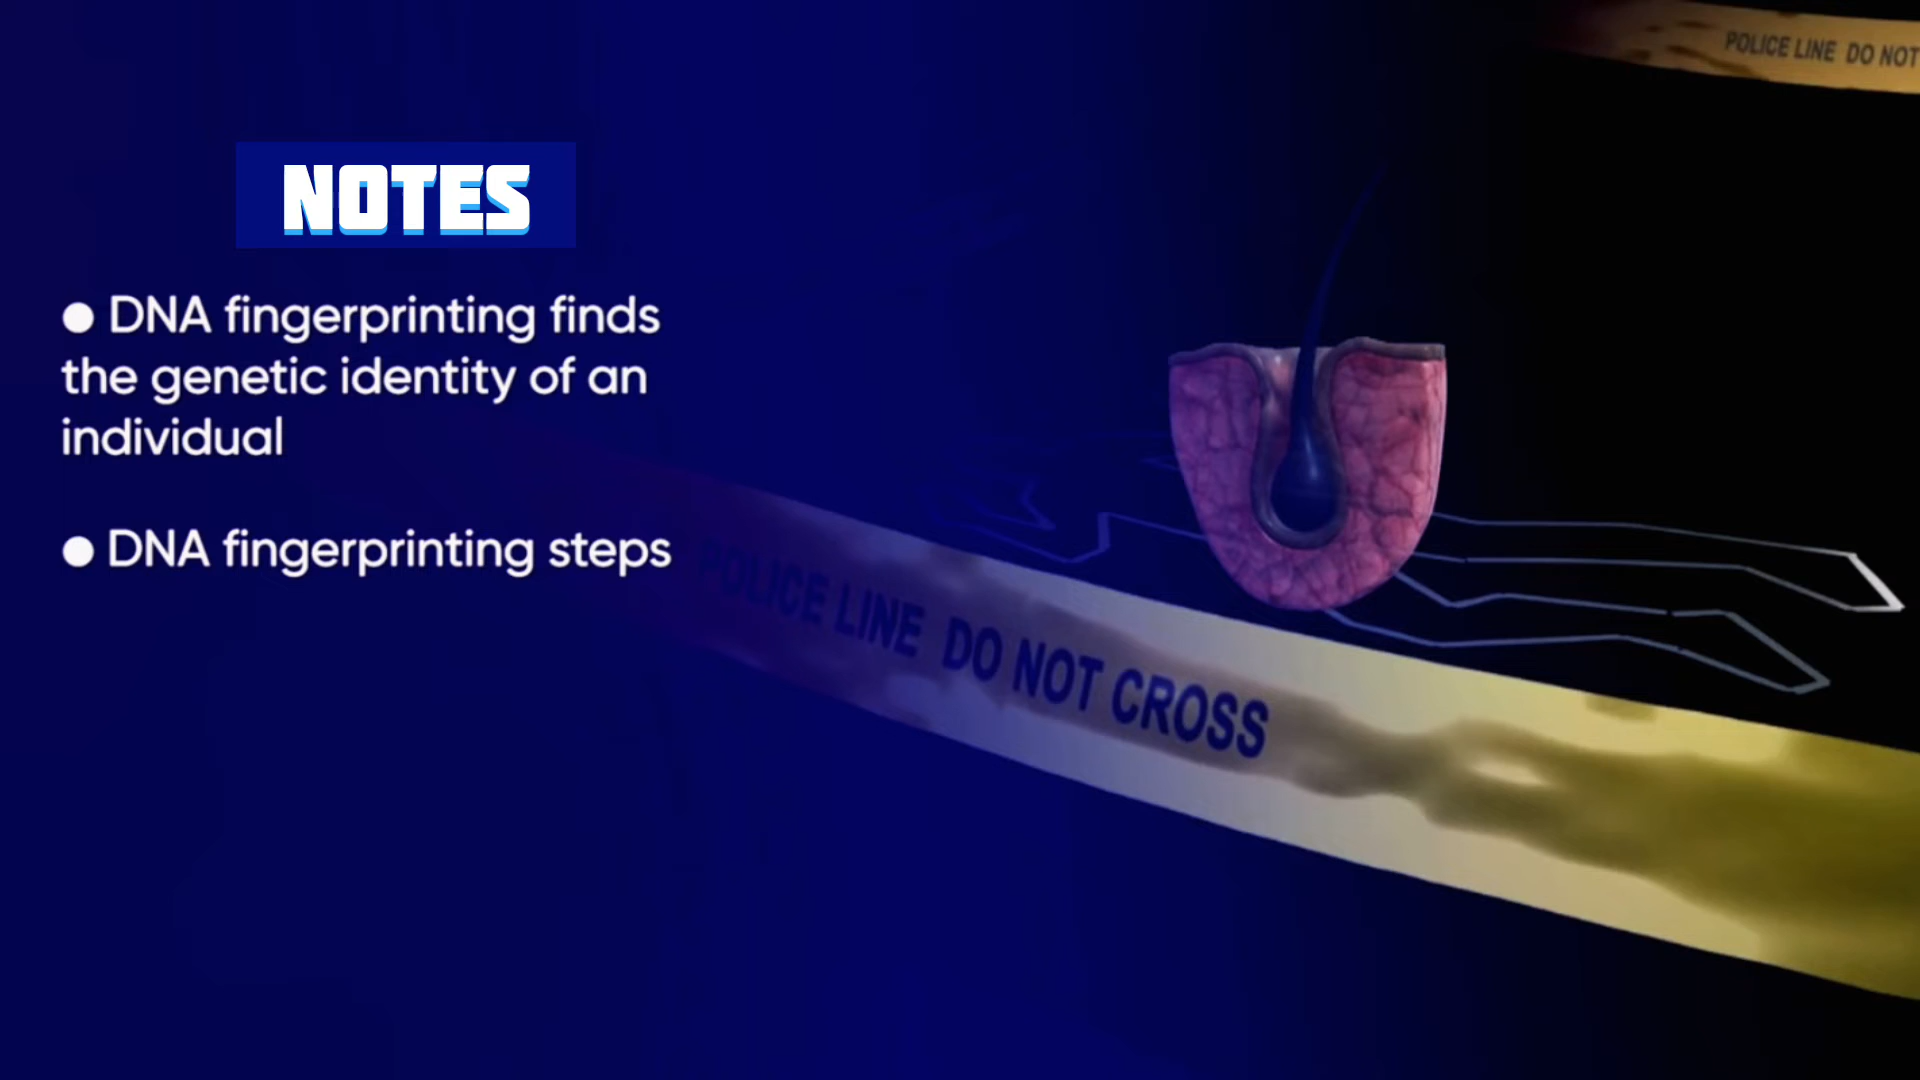 POLICE LINE DO NOT
NOTES
● DNA fingerprinting finds
the genetic identity of an
individual
● DNA fingerprinting steps
POLICE LINE DO NOT CROSS